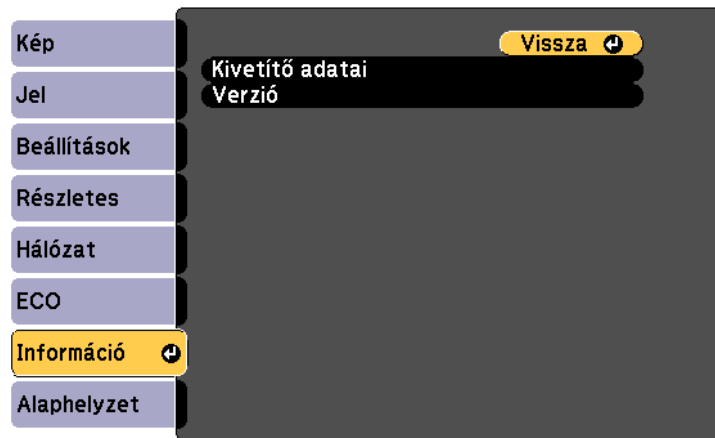 Kép
Jel
Beállítások
Részletes
Hálózat
ECO
Információ
Alaphelyzet
Vissza
Kivetítő adatai
Verzió